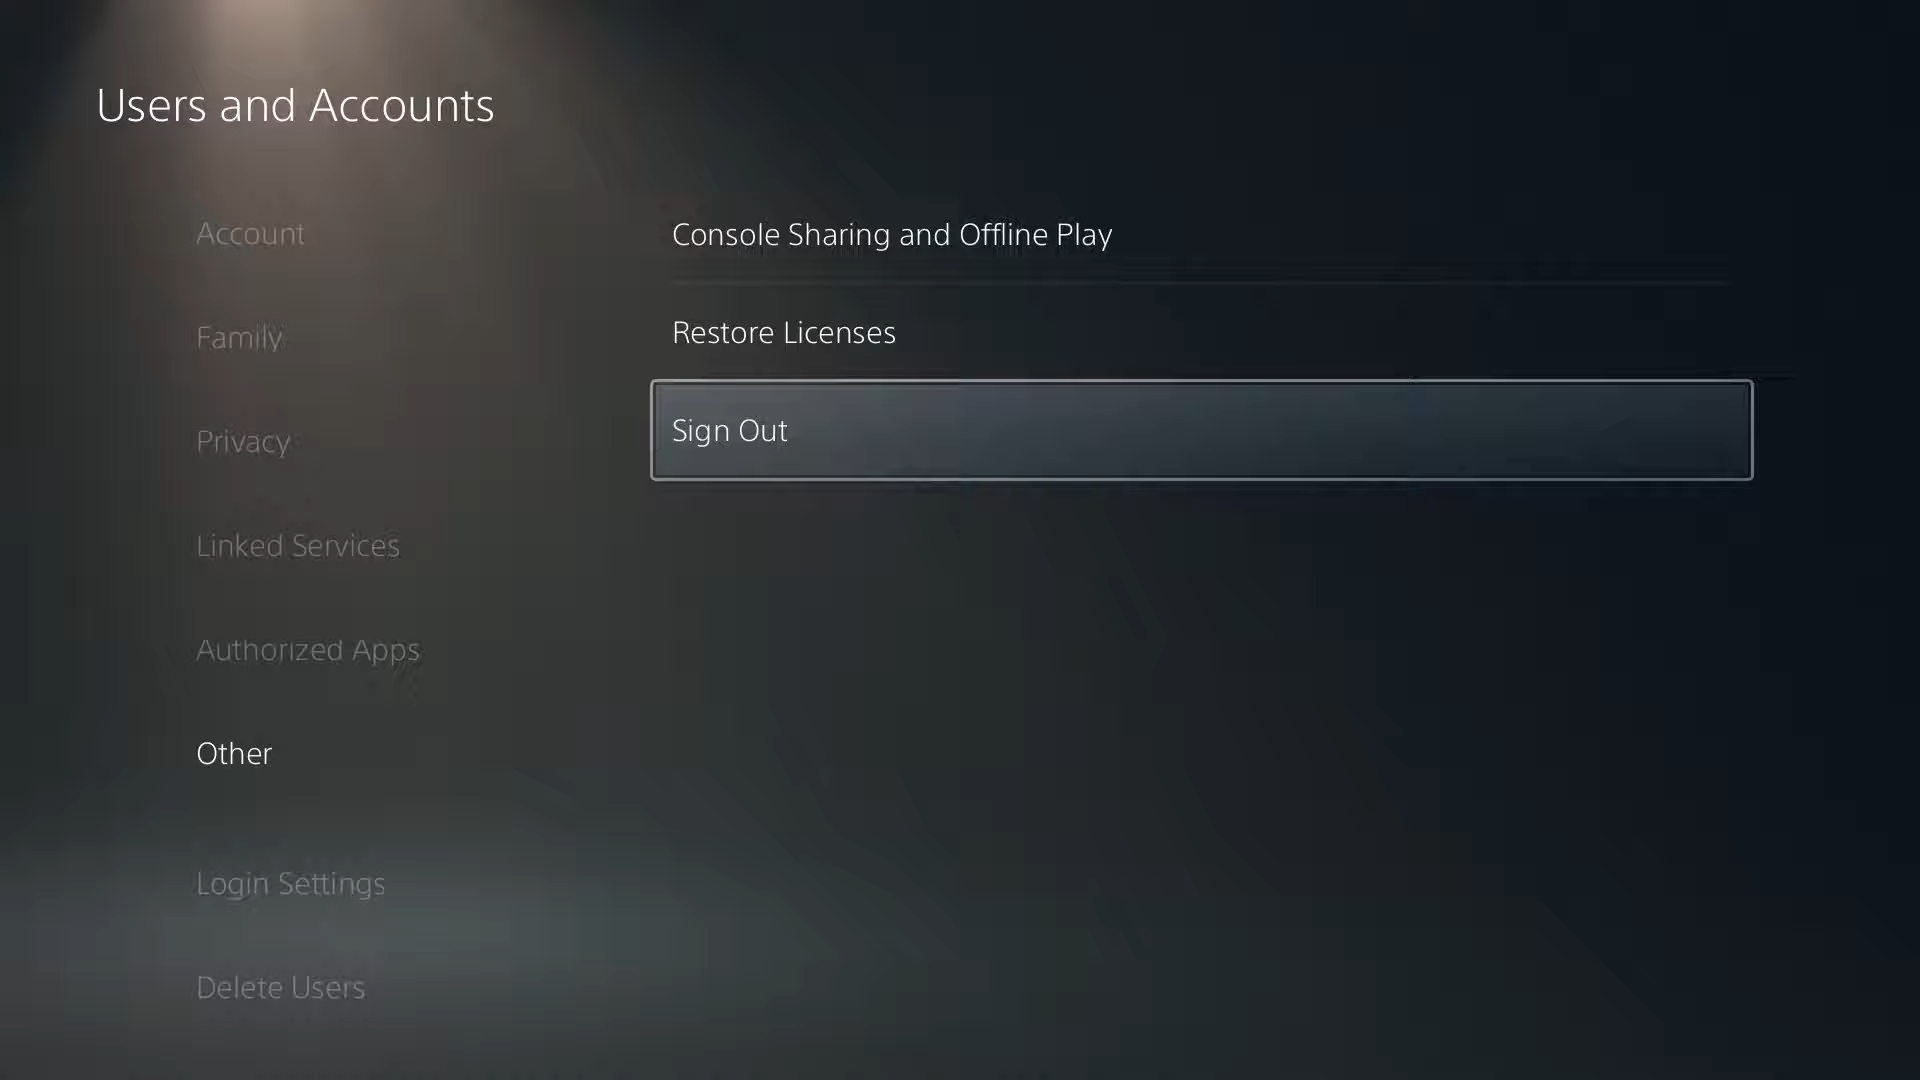 Users and Accounts
Account
Family
Privacy
Linked Services
Authorized Apps
Other
Login Settings
Delete Users
Console Sharing and Offline Play
Restore Licenses
Sign Out